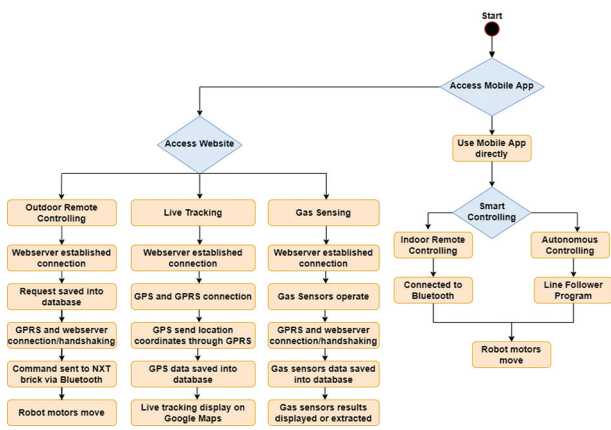 Start
Access Mobile App
Access Website
Use Mobile App
directly
Smart
Controlling
Outdoor Remote
Controlling
Webserver established
connection
Request saved into
database
GPRS and webserver
connection/handshaking
Command sent to NXT
brick via Bluetooth
Robot motors move
Live Tracking
Webserver established
connection
GPS and GPRS connection
GPS send location
coordinates through GPRS
GPS data saved into
database
Live tracking display on
Google Maps
Gas Sensing
Webserver established
connection
Gas Sensors operate
GPRS and webserver
connection/handshaking
Gas sensors data saved
into database
Gas sensors results
displayed or extracted
Indoor Remote
Controlling
Connected to
Bluetooth
Autonomous
Controlling
Line Follower
Program
Robot motors
move